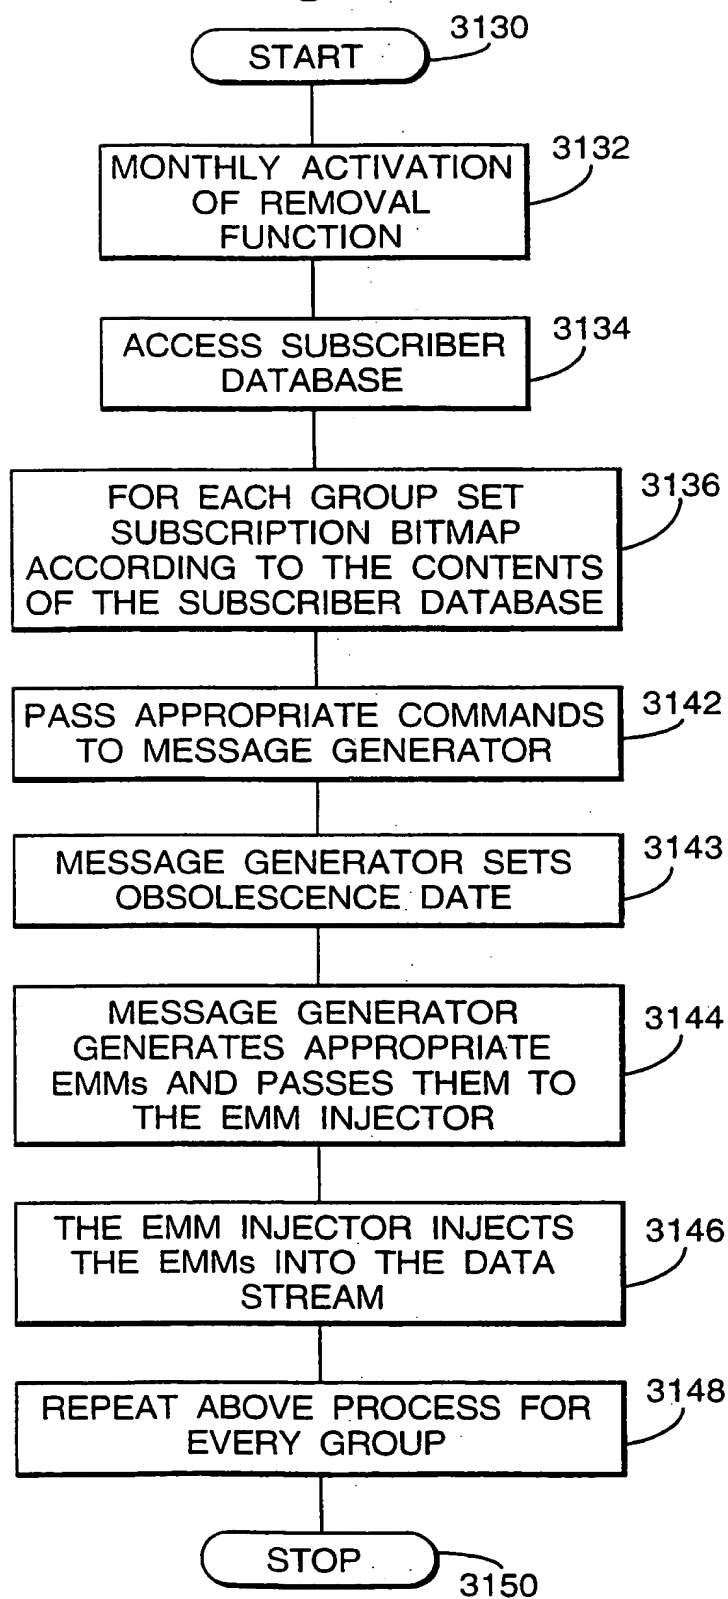 START
3130
MONTHLY ACTIVATION
OF REMOVAL
FUNCTION
3132
ACCESS SUBSCRIBER
DATABASE
3134
FOR EACH GROUP SET
SUBSCRIPTION BITMAP
ACCORDING TO THE CONTENTS
OF THE SUBSCRIBER DATABASE
3136
PASS APPROPRIATE COMMANDS
TO MESSAGE GENERATOR
3142
MESSAGE GENERATOR SETS
OBSOLESCENCE DATE
3143
MESSAGE GENERATOR
GENERATES APPROPRIATE
EMMs AND PASSES THEM TO
THE EMM INJECTOR
3144
THE EMM INJECTOR INJECTS
THE EMMs INTO THE DATA
STREAM
3146
REPEAT ABOVE PROCESS FOR
EVERY GROUP
3148
STOP
3150